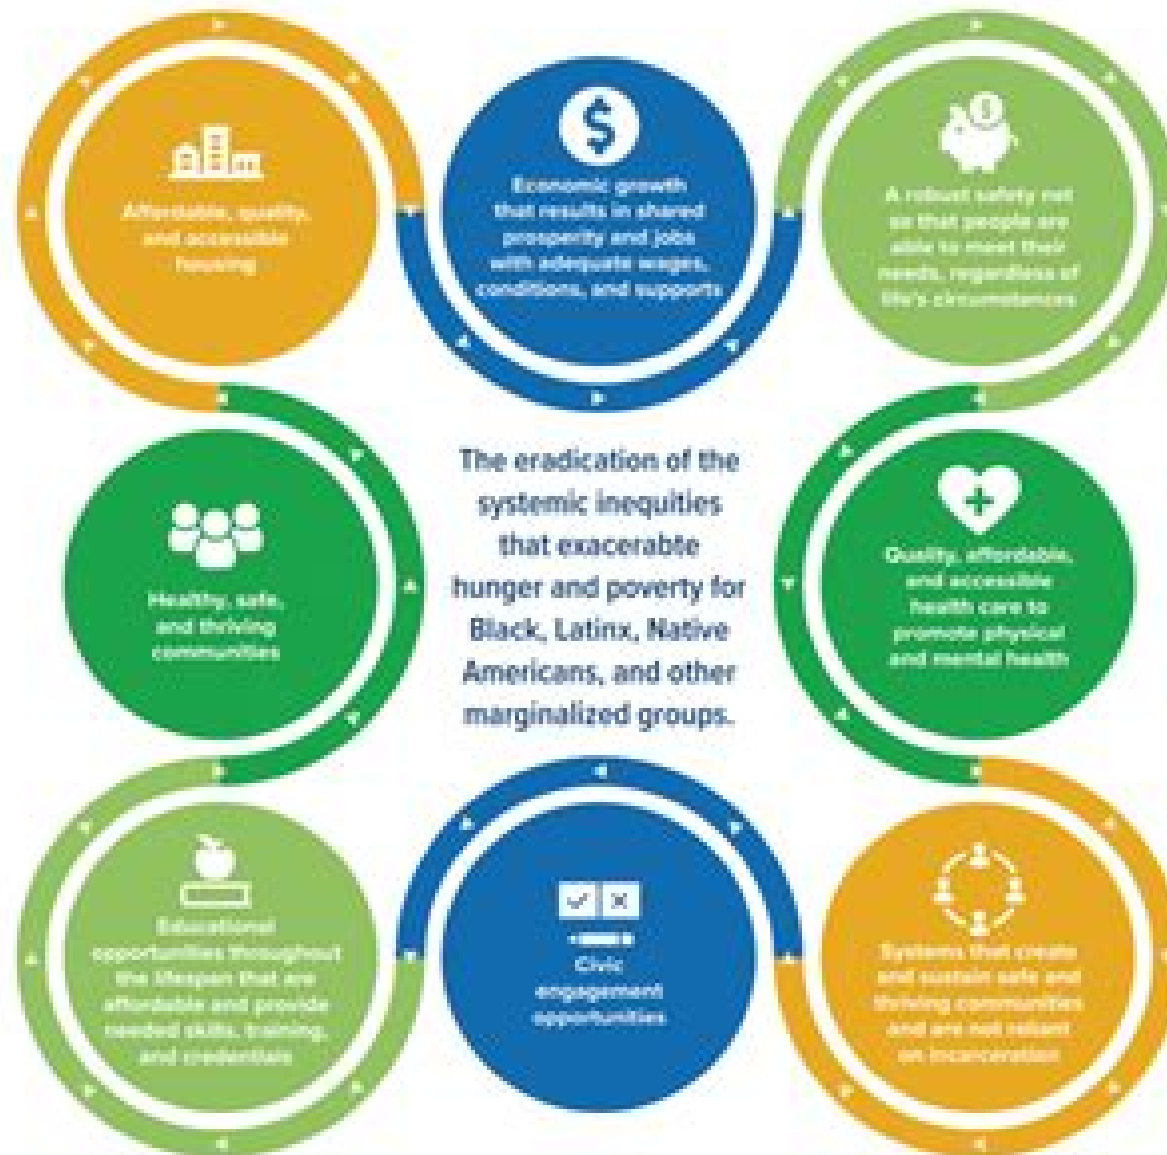 Affordable, quality,
and accessible
housing
$
Economic growth
that results in shared
prosperity and jobs
with adequate wages,
conditions, and supports
$
A robust safety net
so that people are
able to meet their
needs, regardless of
life's circumstances
Healthy, safe,
and thriving
communities
The eradication of the
systemic inequities
that exacerabte
hunger and poverty for
Black, Latinx, Native
Americans, and other
marginalized groups.
Quality, affordable,
and accessible
health care to
promote physical
and mental health
Educational
opportunities throughout
the lifespan that are
affordable and provide
needed skills, training,
and credentials
Civic
engagement
opportunities
Systems that create
and sustain safe and
thriving communities
and are not reliant
on incarceration